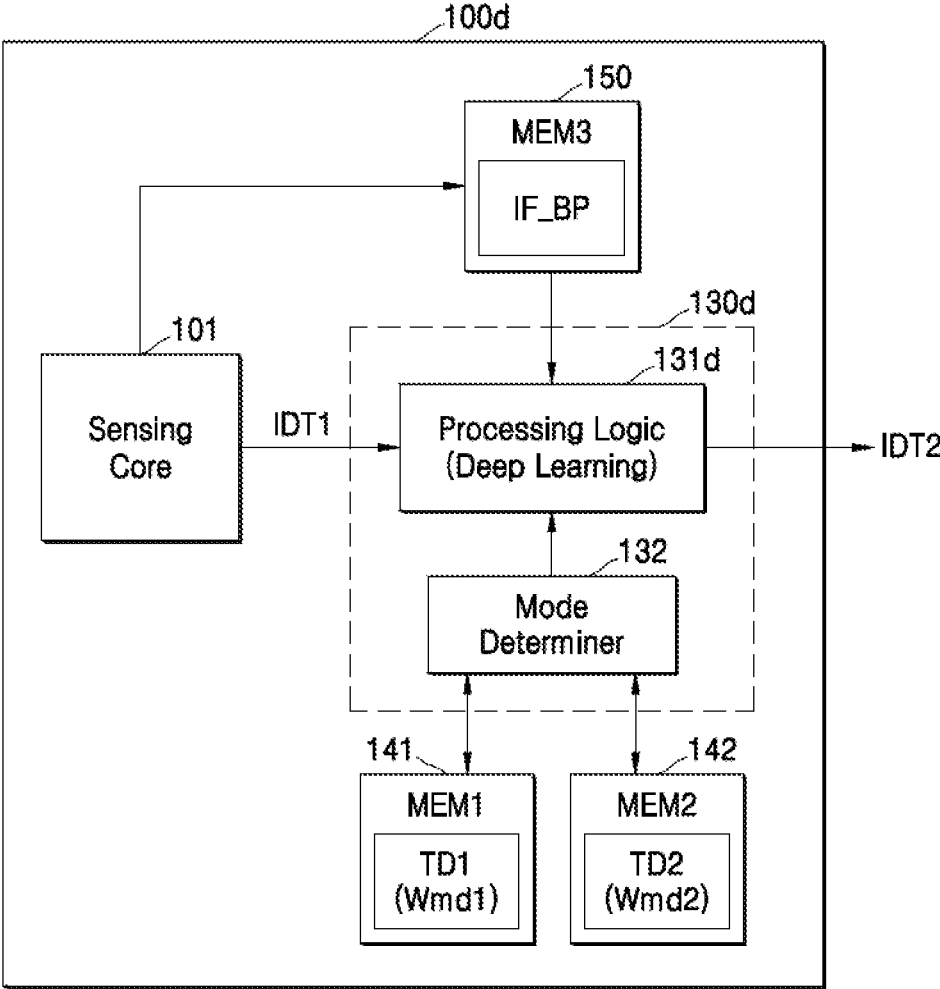 100d
150
MEM3
IF_BP
130d
101
131d
Sensing
Core
IDT1
Processing Logic
(Deep Learning)
IDT2
132
Mode
Determiner
141
142
MEM1
MEM2
TD1
(Wmd1)
TD2
(Wmd2)